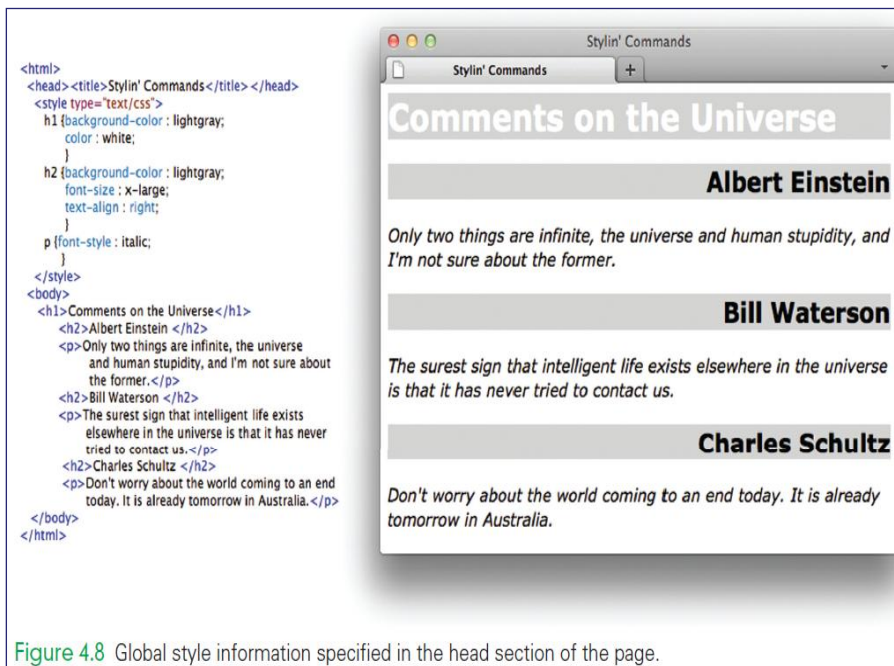 <html>
<head><title>Stylin' Commands</title></head>
<style type="text/css">
h1 {background-color : lightgray;
color : white;
}
h2 {background-color : lightgray;
font-size : x-large;
text-align : right;
}
p {font-style : italic;
}
</style>
<body>
<h1>Comments on the Universe</h1>
<h2>Albert Einstein </h2>
<p>Only two things are infinite, the universe
and human stupidity, and I'm not sure about
the former.</p>
<h2>Bill Waterson </h2>
<p>The surest sign that intelligent life exists
elsewhere in the universe is that it has never
tried to contact us.</p>
<h2>Charles Schultz </h2>
<p>Don't worry about the world coming to an end
today. It is already tomorrow in Australia.</p>
</body>
</html>
Stylin' Commands
Stylin' Commands +
Comments on the Universe
Albert Einstein
Only two things are infinite, the universe and human stupidity, and
I'm not sure about the former.
Bill Waterson
The surest sign that intelligent life exists elsewhere in the universe
is that it has never tried to contact us.
Charles Schultz
Don't worry about the world coming to an end today. It is already
tomorrow in Australia.
Figure 4.8 Global style information specified in the head section of the page.